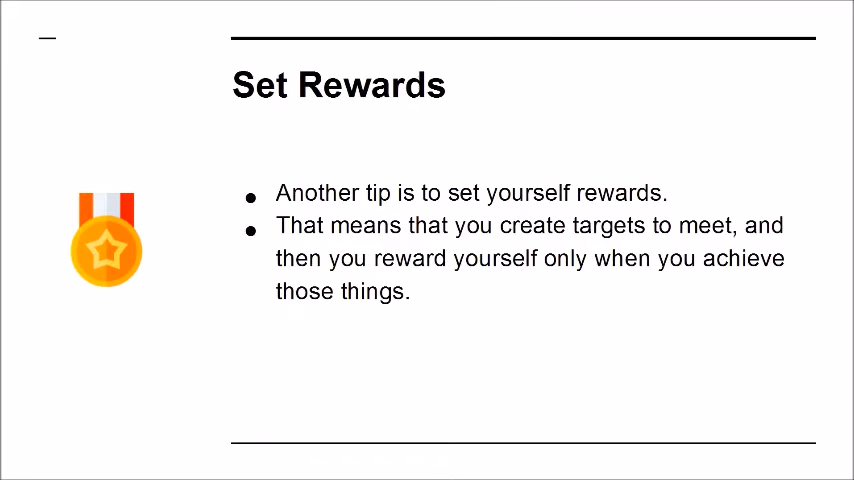 Set Rewards
● Another tip is to set yourself rewards.
● That means that you create targets to meet, and
then you reward yourself only when you achieve
those things.